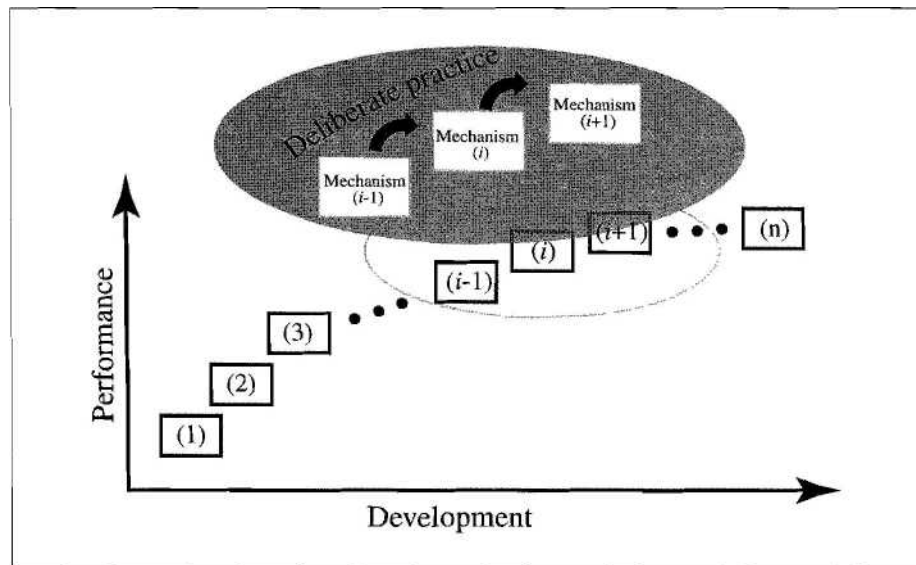 Deliberate practice
Mechanism
(i+1)
Mechanism
(i)
Mechanism
(i-1)
(n)
(i+1)
(i)
(i-1)
(3)
(2)
(1)
Performance
Development